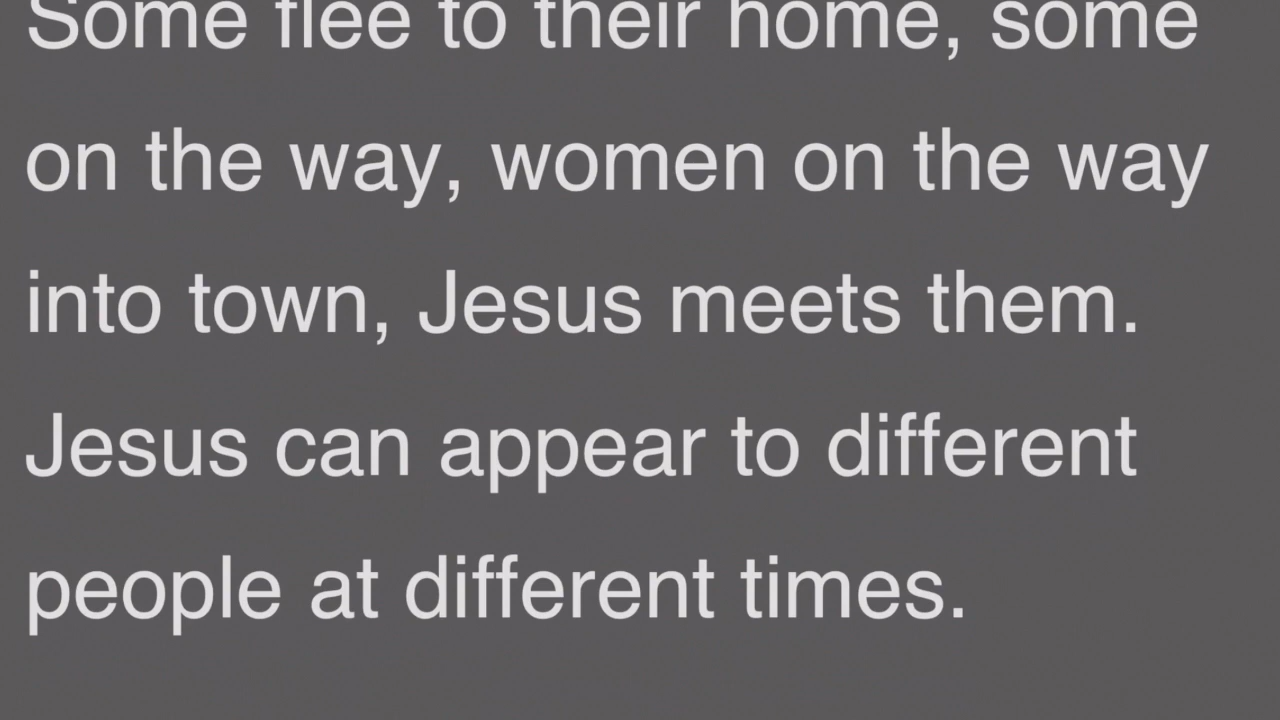 Some flee to their home, some
on the way, women on the way
into town, Jesus meets them.
Jesus can appear to different
people at different times.